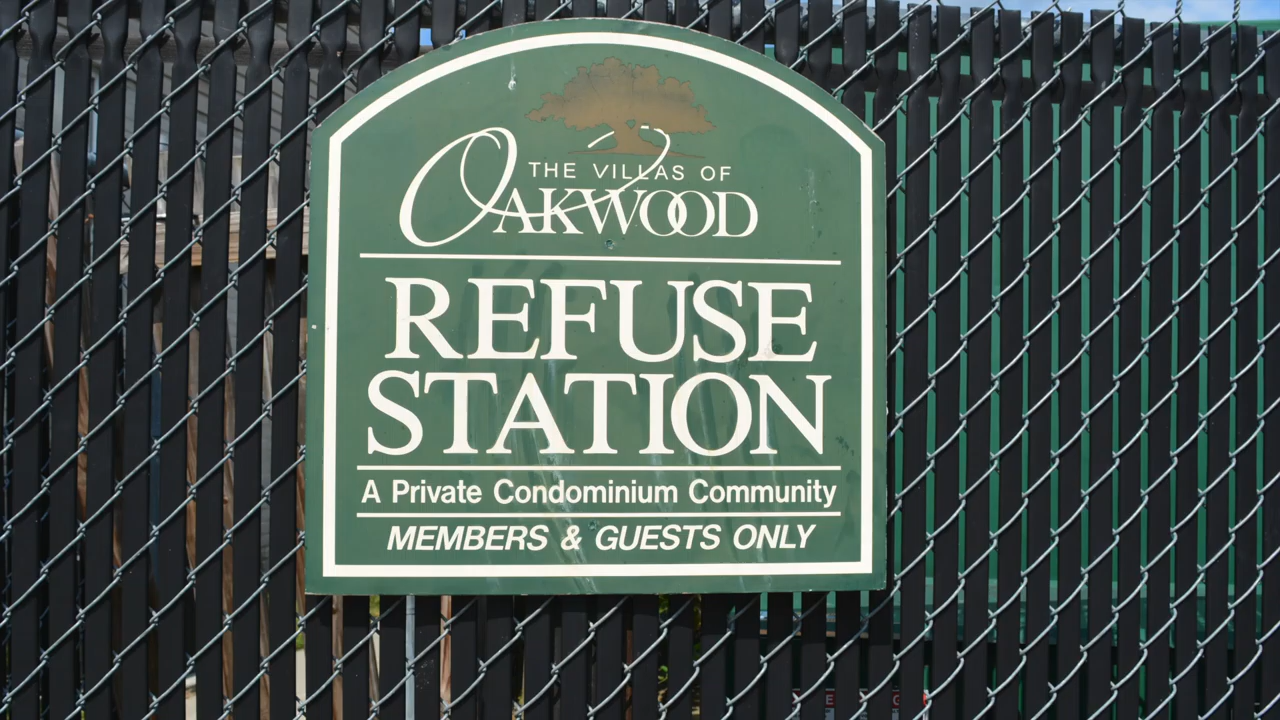 THE VILLAS OF
OAKWOOD
REFUSE
STATION
A Private Condominium Community
MEMBERS & GUESTS ONLY